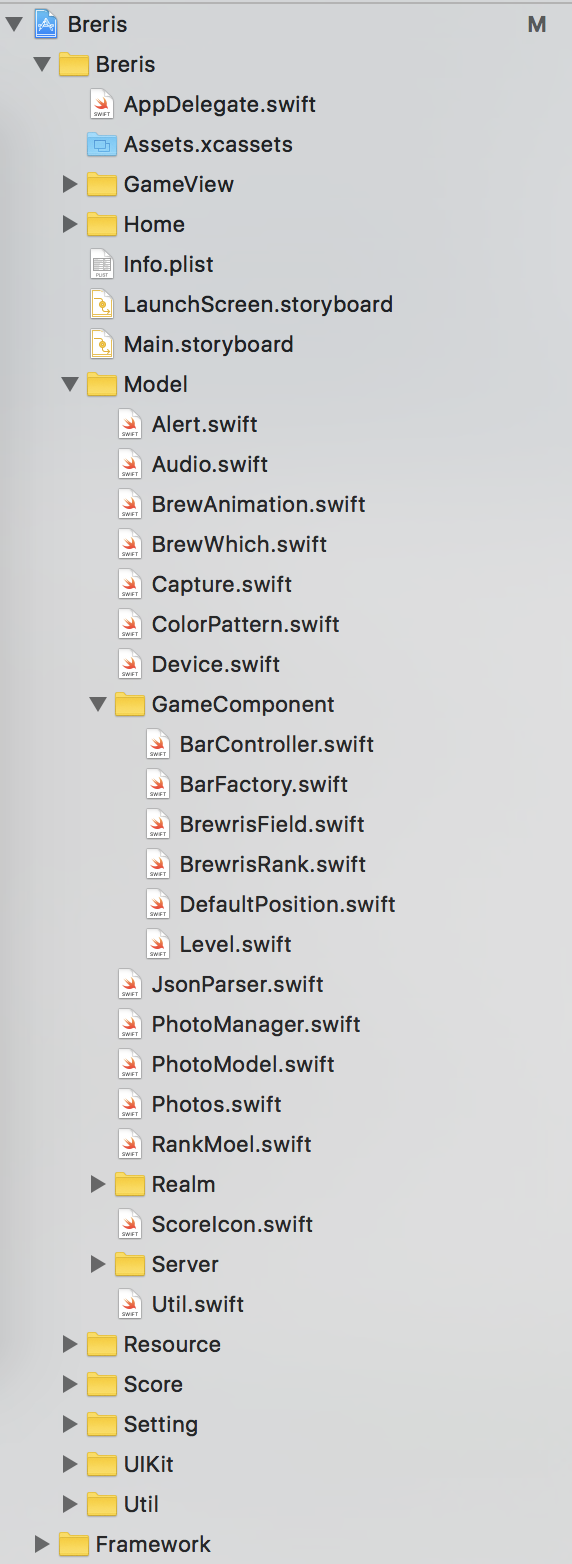 Breris M
Breris
AppDelegate.swift
Assets.xcassets
GameView
Home
Info.plist
LaunchScreen.storyboard
Main.storyboard
Model
Alert.swift
Audio.swift
BrewAnimation.swift
BrewWhich.swift
Capture.swift
ColorPattern.swift
Device.swift
GameComponent
BarController.swift
BarFactory.swift
BrewrisField.swift
BrewrisRank.swift
DefaultPosition.swift
Level.swift
JsonParser.swift
PhotoManager.swift
PhotoModel.swift
Photos.swift
RankMoel.swift
Realm
ScoreIcon.swift
Server
Util.swift
Resource
Score
Setting
UIKit
Util
Framework